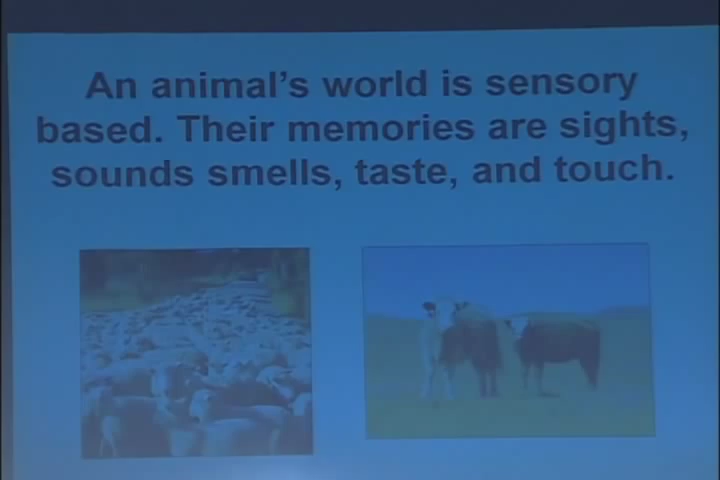 An animal's world is sensory
based. Their memories are sights,
sounds smells, taste, and touch.